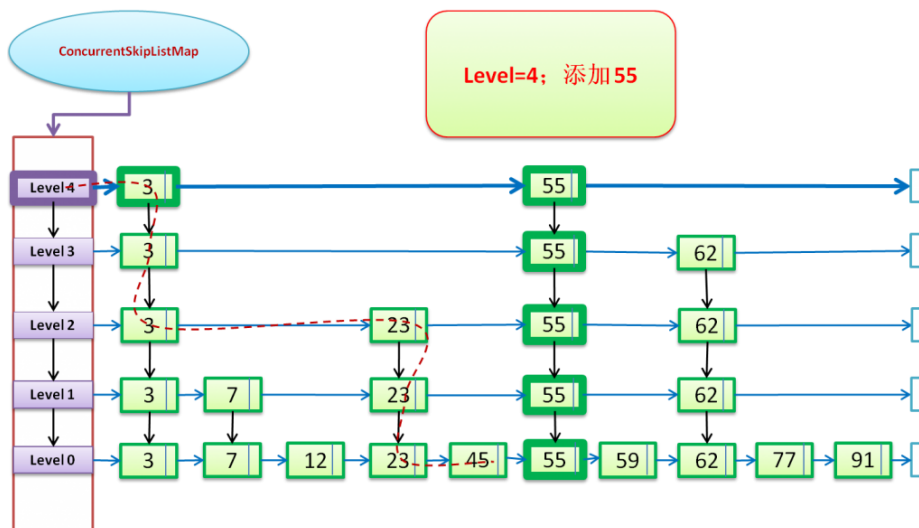 ConcurrentSkipListMap
Level=4；添加55
Level 4 3 55
Level 3 3 55 62
Level 2 3 23 55 62
Level 1 3 7 23 55 62
Level 0 3 7 12 23 45 55 59 62 77 91